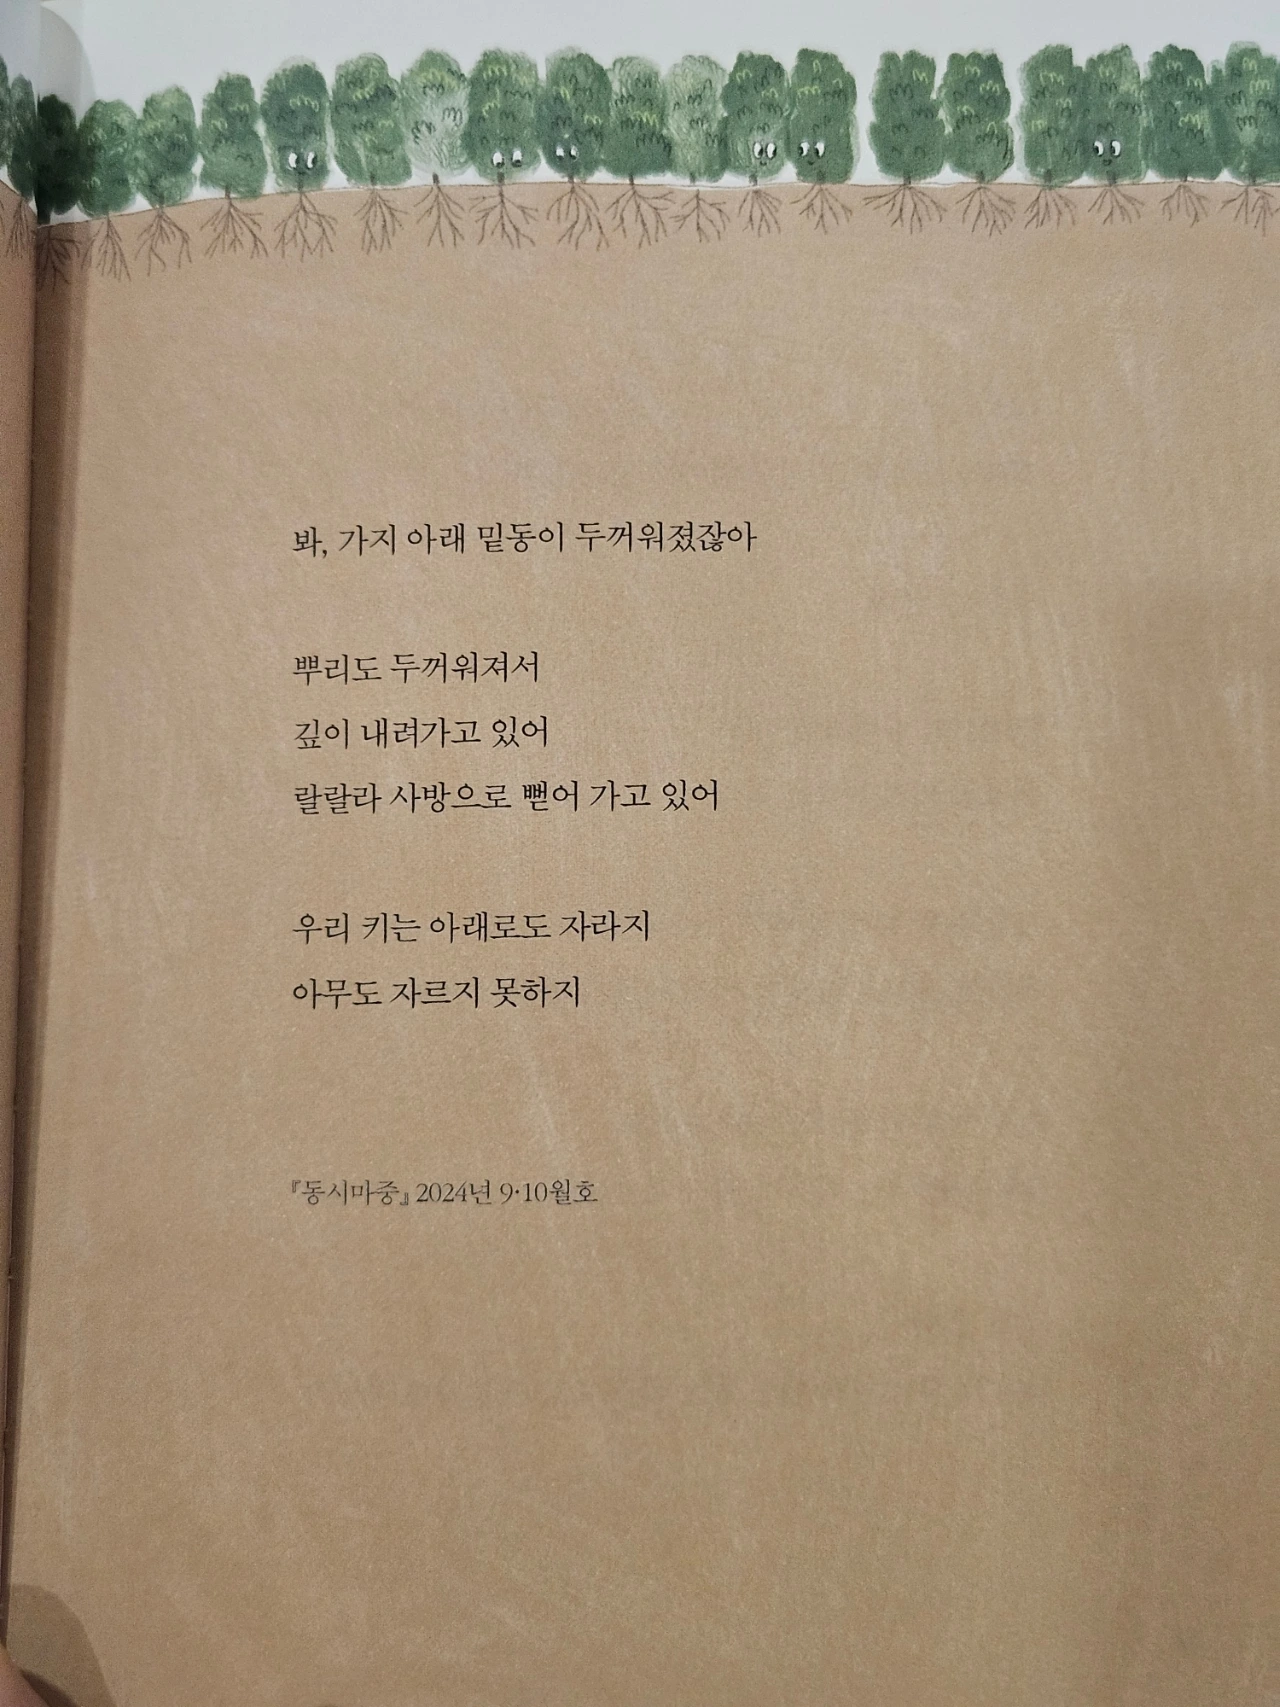 봐, 가지 아래 밑동이 두꺼워졌잖아
뿌리도 두꺼워져서
깊이 내려가고 있어
랄랄라 사방으로 뻗어 가고 있어
우리 키는 아래로도 자라지
아무도 자르지 못하지
『동시마중』 2024년 9·10월호